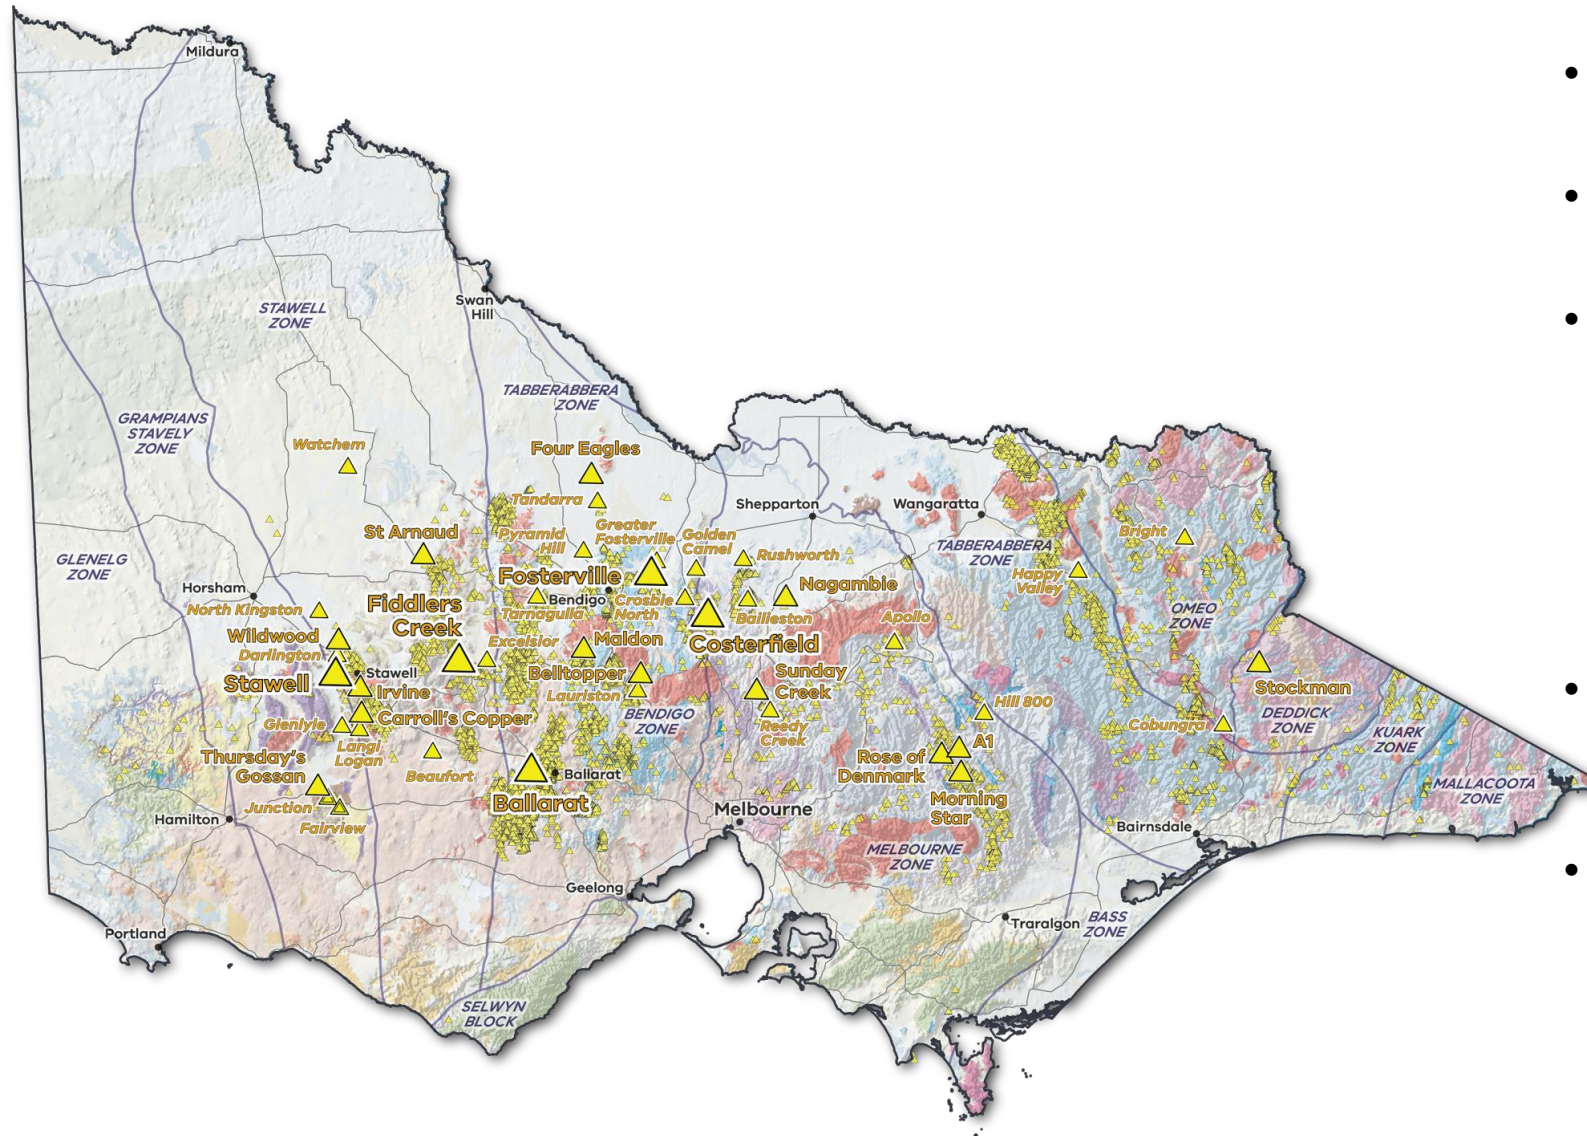 Mildura
Swan
Hill
STAWELL
ZONE
TABBERABBERA
ZONE
GRAMPIANS
STAVELY
ZONE
Watchem
Four Eagles
Tandarra
Shepparton
Wangaratta
St Arnaud
Pyramid
Hill
Greater
Fosterville
Golden
Camel
Rushworth
TABBERABBERA
ZONE
Bright
GLENELG
ZONE
Horsham
Fosterville
Happy
Valley
Nagambie
North Kingston
Fiddlers
Creek
Tarnagulla
Bendigo
Crosbie
North
Bailieston
Apollo
OMEO
ZONE
Wildwood
Darlington
Excelsior
Maldon
Costerfield
Stawell
Stawell
Irvine
Belltopper
Lauriston
Sunday
Creek
Stockman
Carroll's Copper
Glenlyle
Langi
Logan
BENDIGO
ZONE
Reedy
Creek
Hill 800
Cobungra
DEDDICK
ZONE
KUARK
ZONE
Thursday's
Gossan
Beaufort
Ballarat
Ballarat
Rose of
Denmark
A1
MALLACOOTA
ZONE
Junction
Fairview
Hamilton
Melbourne
Morning
Star
Bairnsdale
MELBOURNE
ZONE
Geelong
Portland
Traralgon
BASS
ZONE
SELWYN
BLOCK